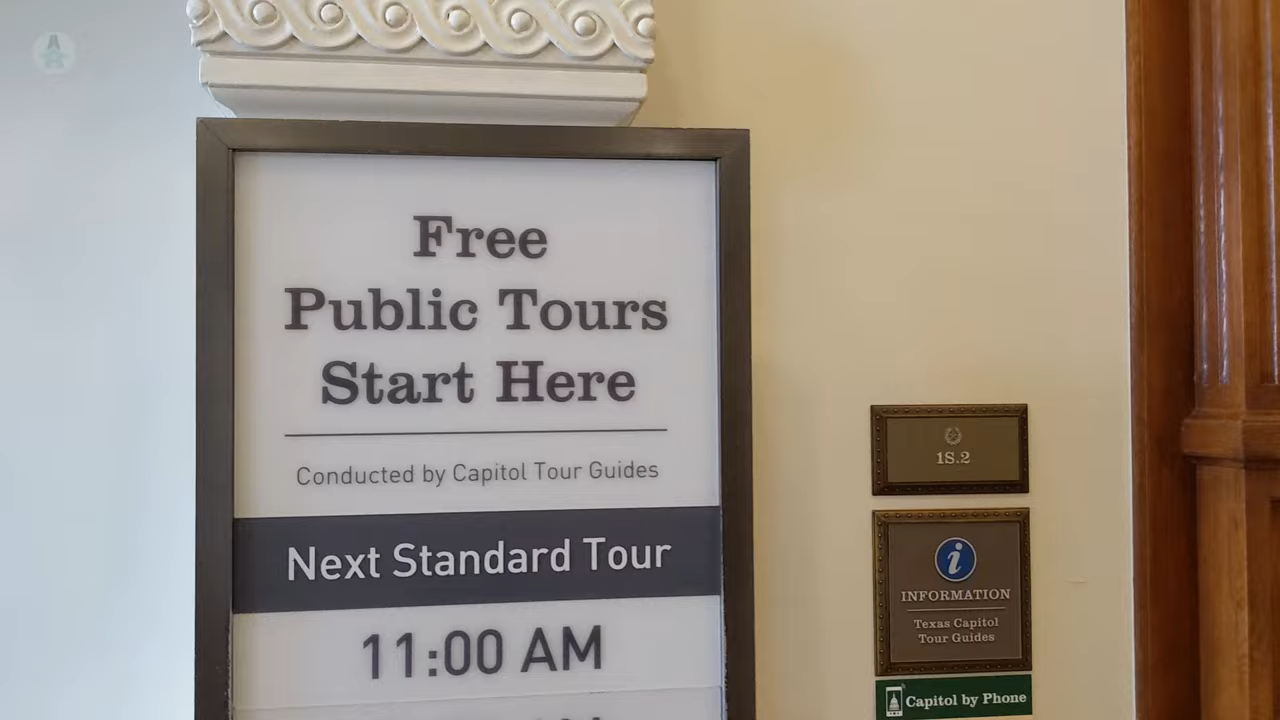 Free
Public Tours
Start Here
Conducted by Capitol Tour Guides
Next Standard Tour
11:00 AM
1S.2
i
INFORMATION
Texas Capitol
Tour Guides
Capitol by Phone